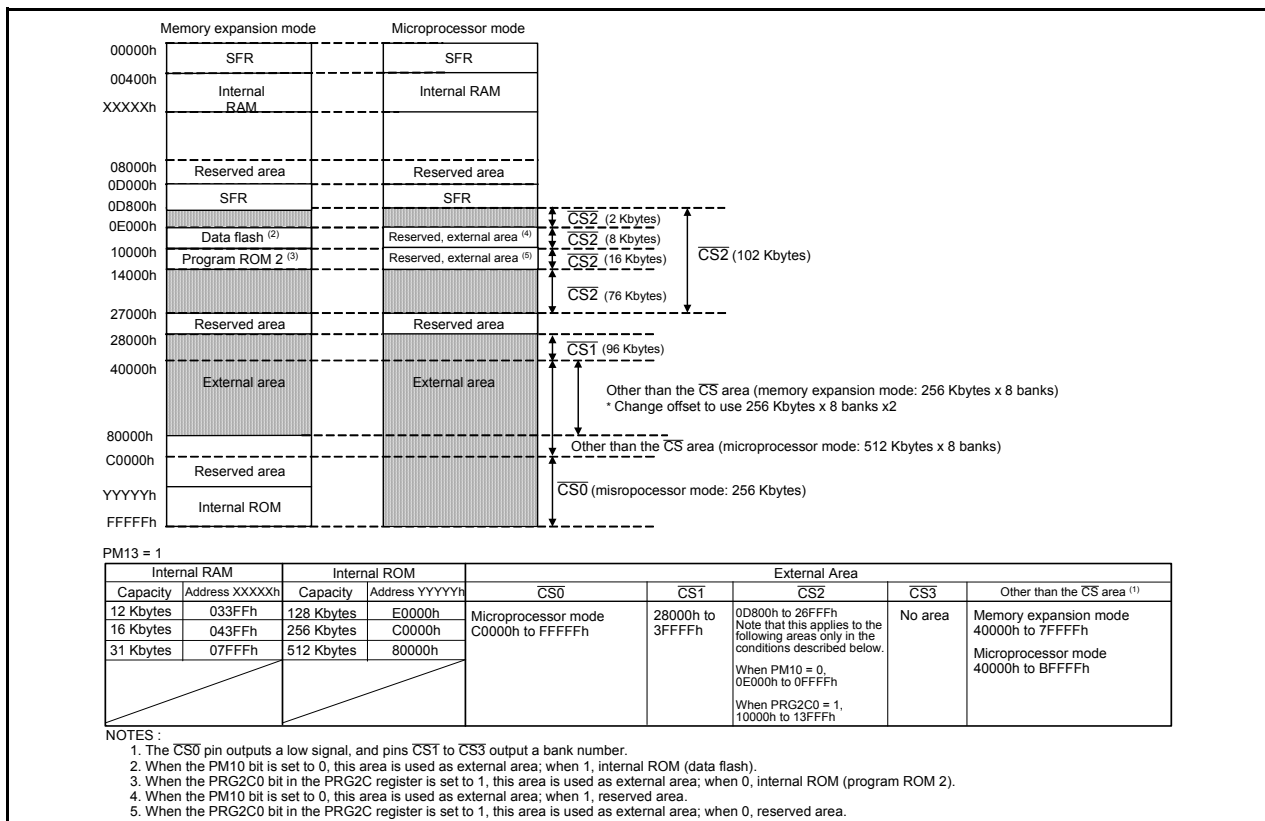 Memory expansion mode Microprocessor mode
00000h
SFR SFR
00400h
Internal RAM Internal RAM
XXXXXh
08000h
Reserved area Reserved area
0D000h
SFR SFR
0D800h
CS2 (2 Kbytes)
0E000h
Data flash (2) Reserved, external area (4) CS2 (8 Kbytes)
10000h
CS2 (102 Kbytes)
Program ROM 2 (3) Reserved, external area (5) CS2 (16 Kbytes)
14000h
CS2 (76 Kbytes)
27000h
Reserved area Reserved area
28000h
CS1 (96 Kbytes)
40000h
External area External area
Other than the CS area (memory expansion mode: 256 Kbytes x 8 banks)
* Change offset to use 256 Kbytes x 8 banks x2
80000h
Other than the CS area (microprocessor mode: 512 Kbytes x 8 banks)
C0000h
Reserved area
CS0 (misropocessor mode: 256 Kbytes)
YYYYYh
Internal ROM
FFFFFh
PM13 = 1
Internal RAM Internal ROM External Area
Capacity Address XXXXXh Capacity Address YYYYYh CS0 CS1 CS2 CS3 Other than the CS area (1)
12 Kbytes 033FFh 128 Kbytes E0000h
16 Kbytes 043FFh 256 Kbytes C0000h
31 Kbytes 07FFFh 512 Kbytes 80000h
Microprocessor mode
C0000h to FFFFFh
28000h to
3FFFFh
0D800h to 26FFFh
Note that this applies to the
following areas only in the
conditions described below.
When PM10 = 0,
0E000h to 0FFFFh
When PRG2C0 = 1,
10000h to 13FFFh
No area
Memory expansion mode
40000h to 7FFFFh
Microprocessor mode
40000h to BFFFFh
NOTES :
1. The CS0 pin outputs a low signal, and pins CS1 to CS3 output a bank number.
2. When the PM10 bit is set to 0, this area is used as external area; when 1, internal ROM (data flash).
3. When the PRG2C0 bit in the PRG2C register is set to 1, this area is used as external area; when 0, internal ROM (program ROM 2).
4. When the PM10 bit is set to 0, this area is used as external area; when 1, reserved area.
5. When the PRG2C0 bit in the PRG2C register is set to 1, this area is used as external area; when 0, reserved area.